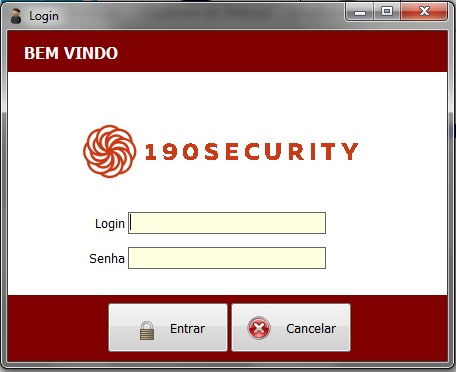 Login
BEM VINDO
190SECURITY
Login
Senha
Entrar
Cancelar